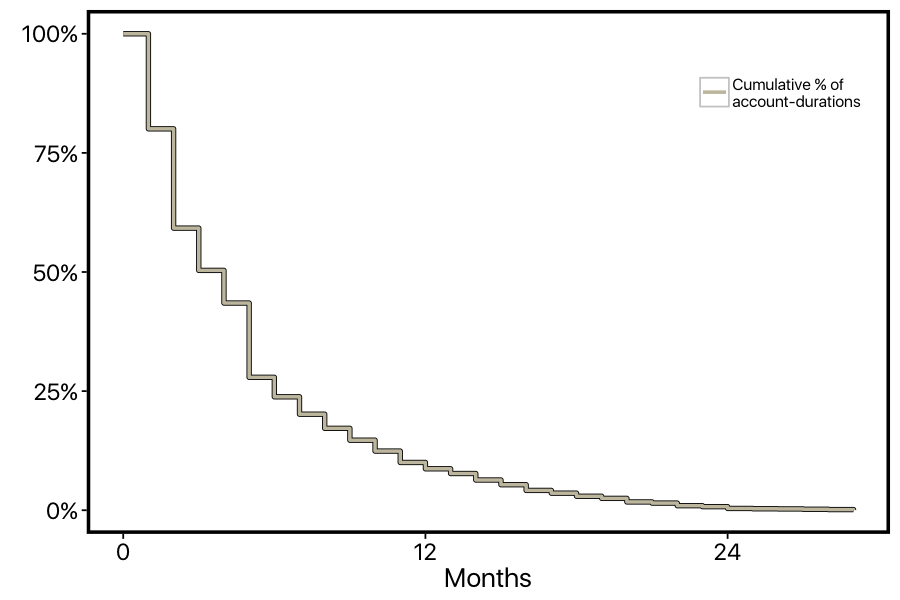 100%
75%
50%
25%
0%
Cumulative % of
account-durations
0 12 24
Months